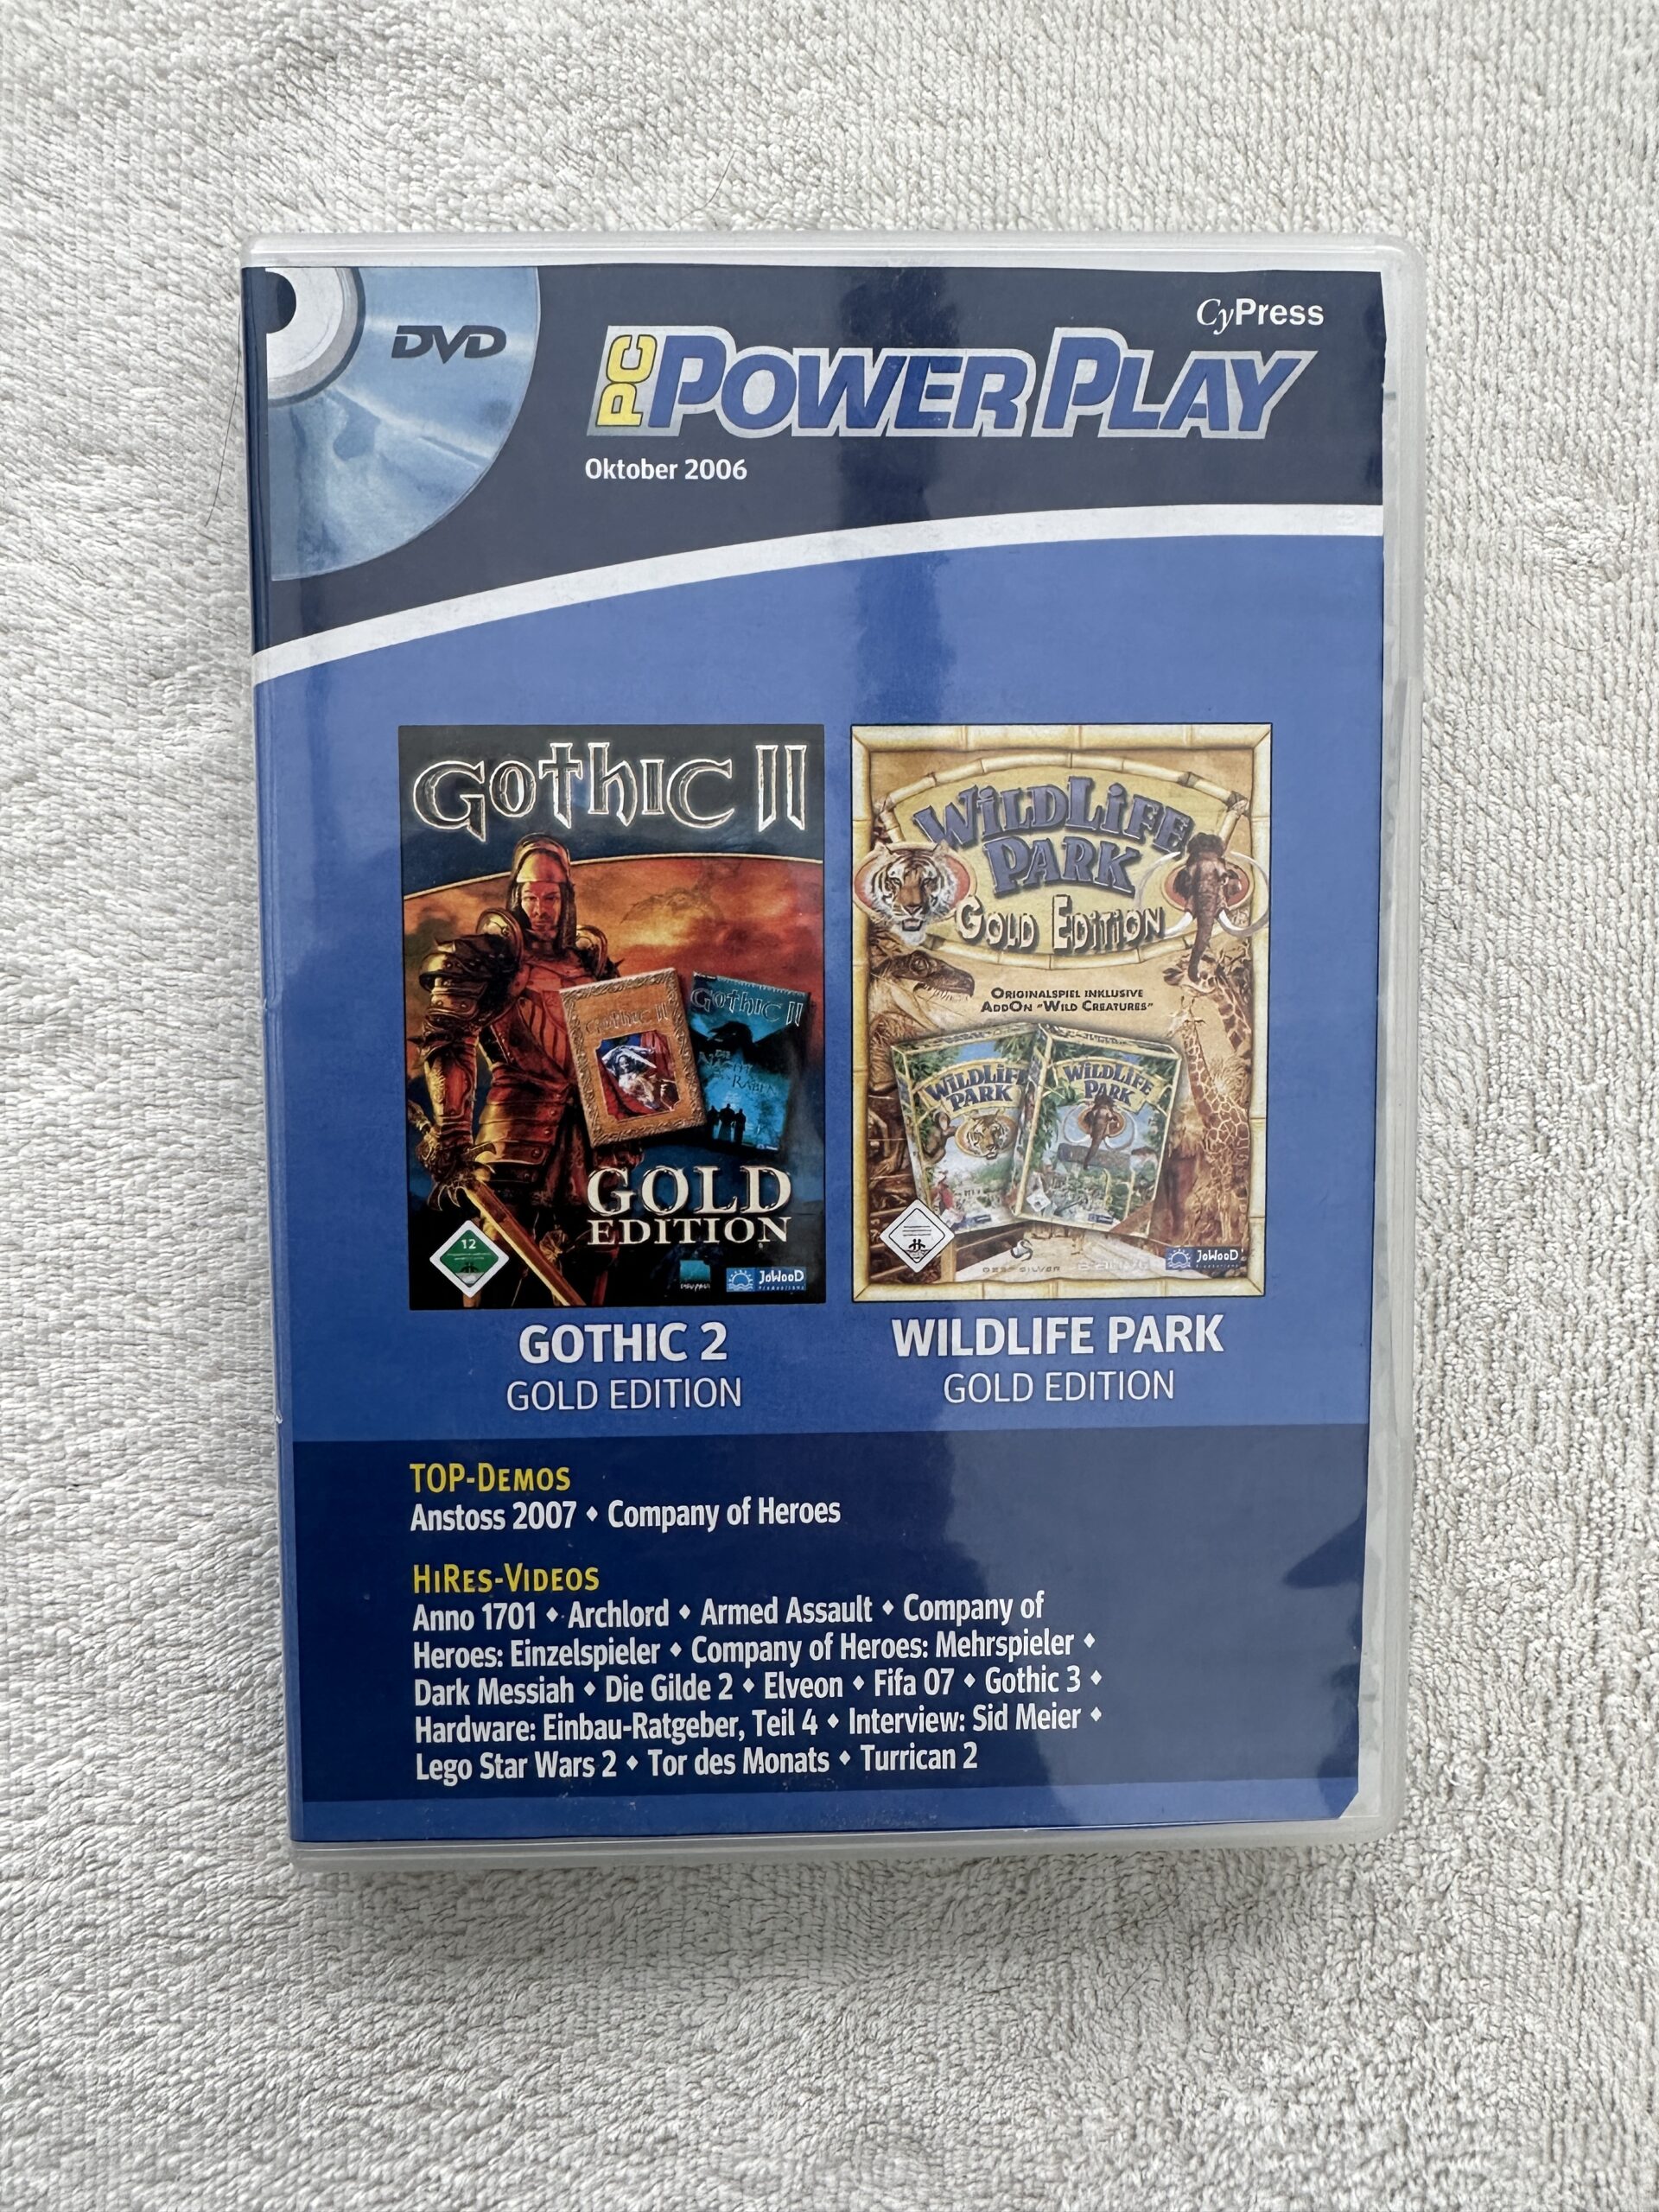 DVD
CyPress
PC POWER PLAY
Oktober 2006
GOTHIC II
GOTHIC II
GOTHIC II
GOLD
EDITION
12
JoWooD
WILDLIFE
PARK
GOLD EDITION
ORIGINALSPIEL INKLUSIVE
ADDON "WILD CREATURES"
WILDLIFE
PARK
WILDLIFE
PARK
JoWooD
GOTHIC 2
GOLD EDITION
WILDLIFE PARK
GOLD EDITION
TOP-DEMOS
Anstoss 2007 ♦ Company of Heroes
HIRES-VIDEOS
Anno 1701 ♦ Archlord ♦ Armed Assault ♦ Company of
Heroes: Einzelspieler ♦ Company of Heroes: Mehrspieler ♦
Dark Messiah ♦ Die Gilde 2 ♦ Elveon ♦ Fifa 07 ♦ Gothic 3 ♦
Hardware: Einbau-Ratgeber, Teil 4 ♦ Interview: Sid Meier ♦
Lego Star Wars 2 ♦ Tor des Monats ♦ Turrican 2